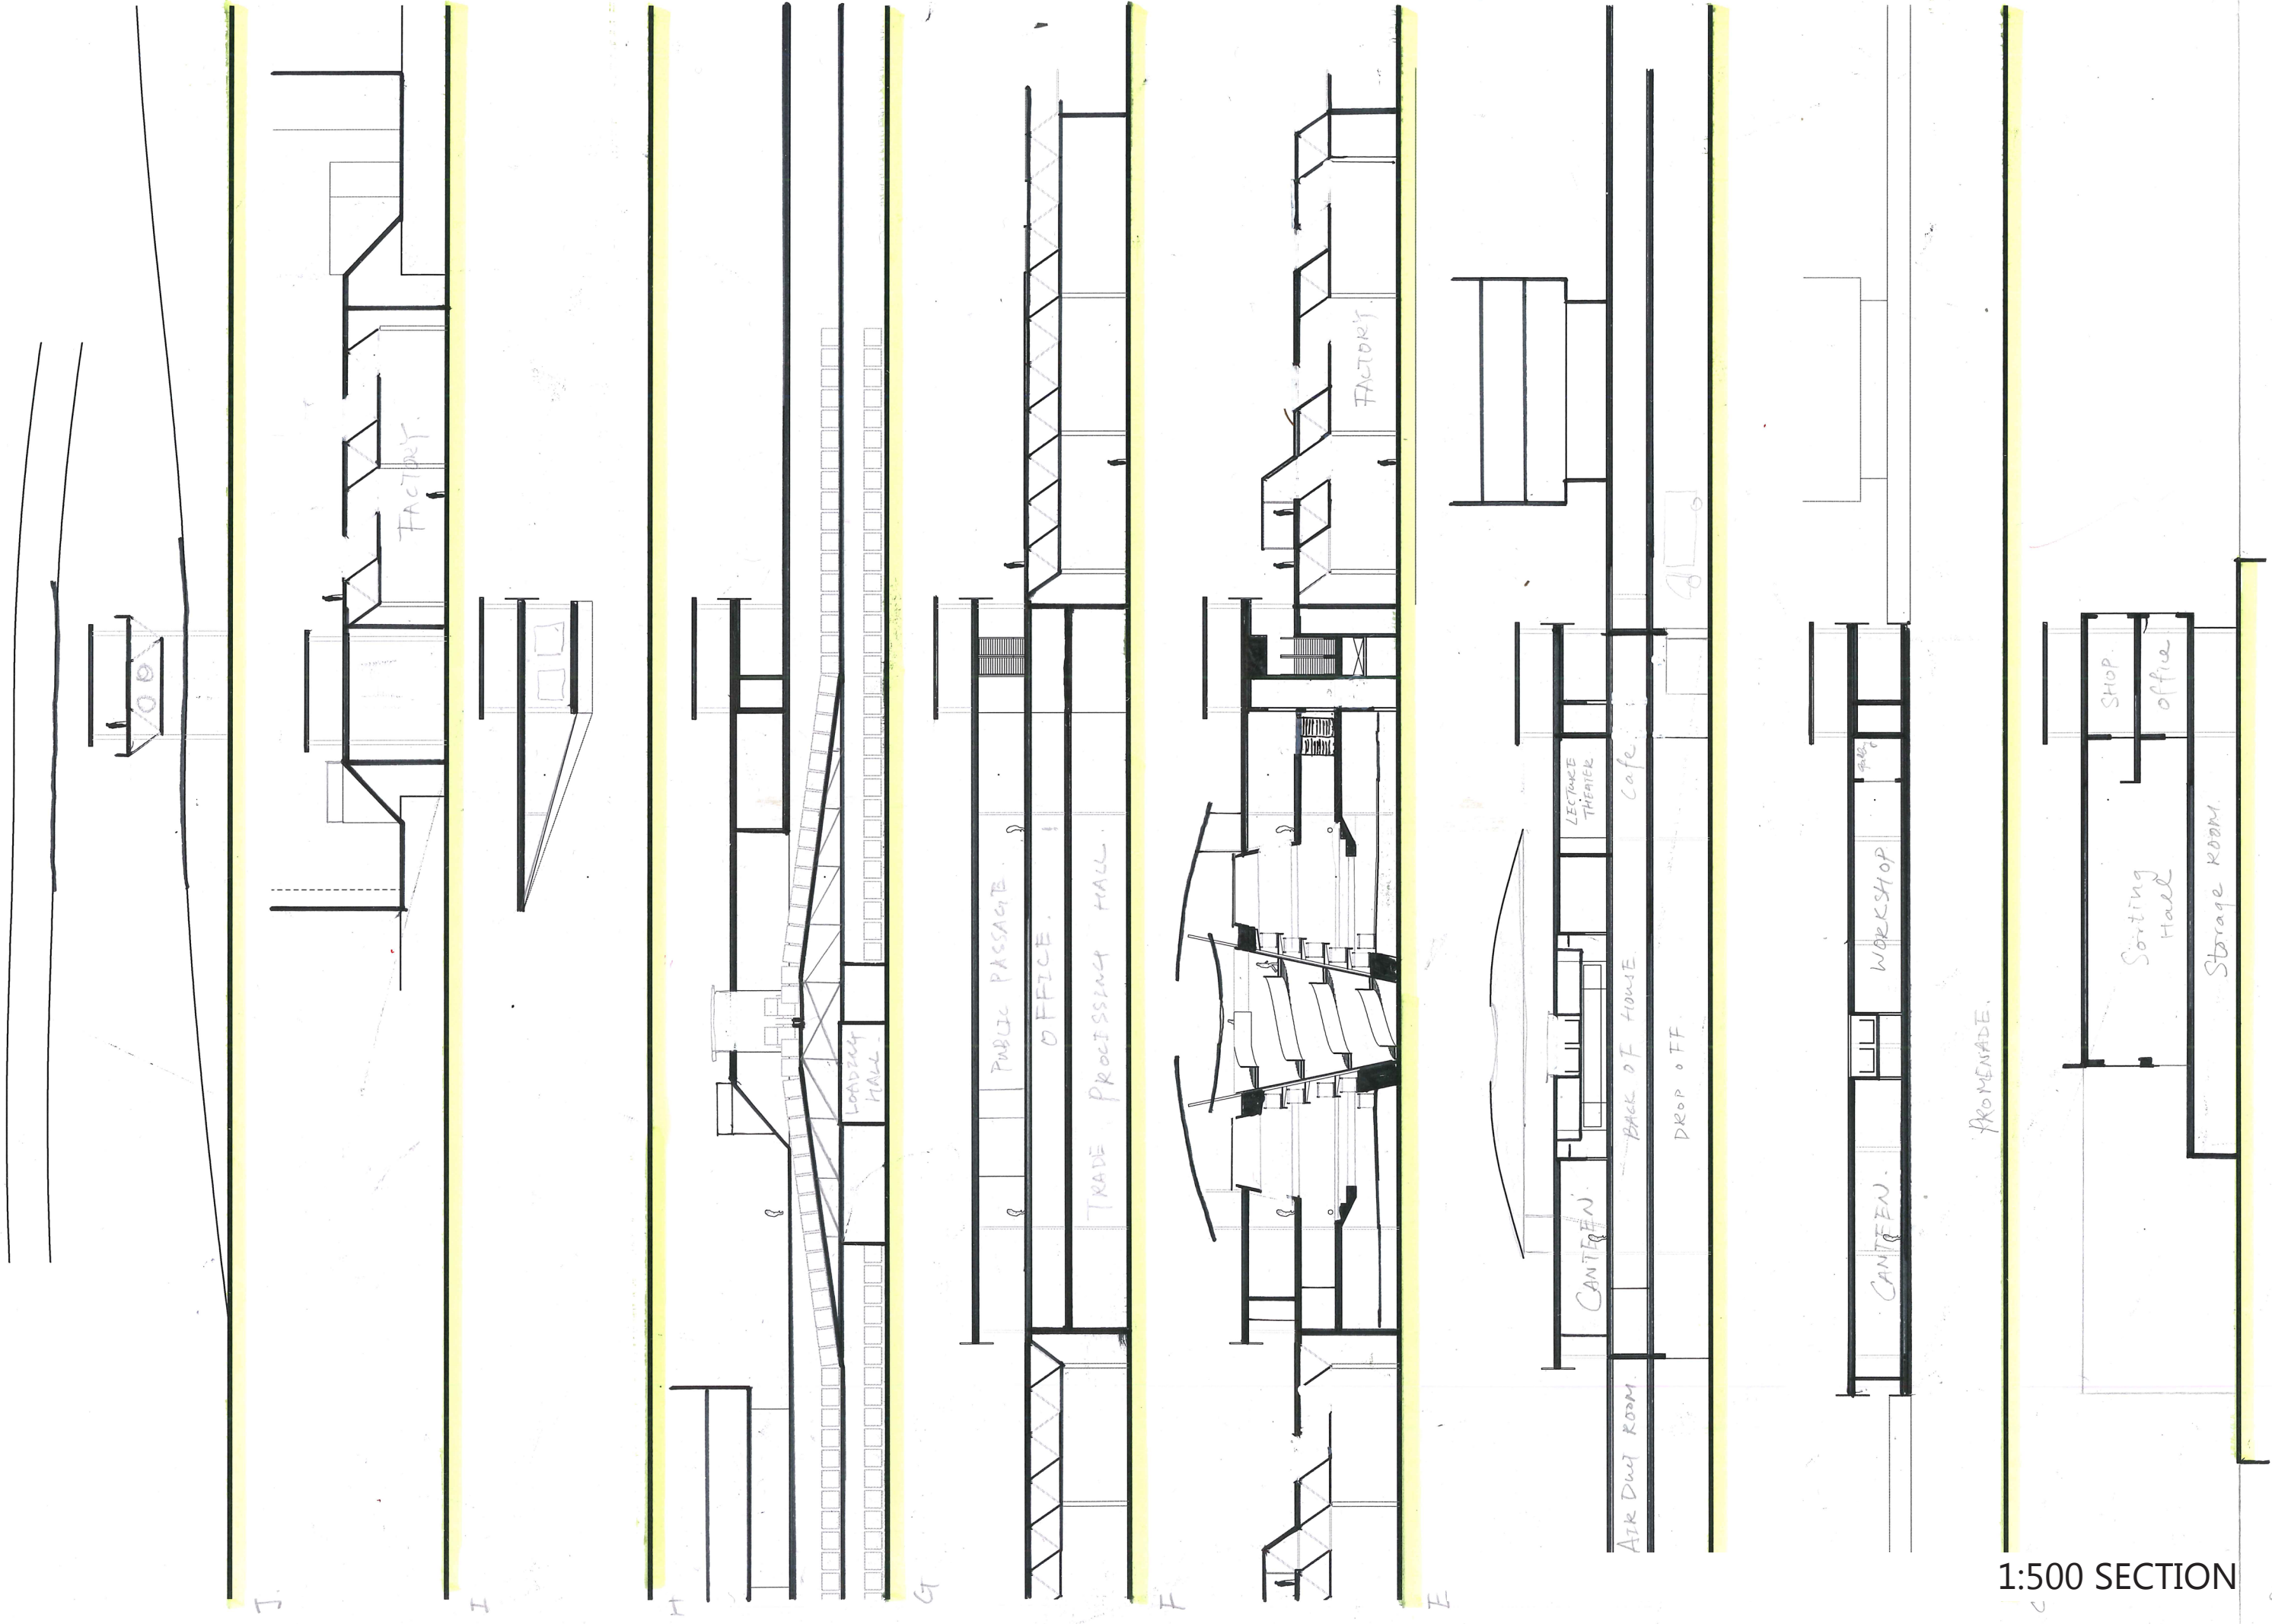 FACTORY
LOADING
HALL.
PUBLIC PASSAGE.
OFFICE.
TRADE PROCISSING HALL.
FACTORY
LECTURE
THEATER
CANTEEN.
Cafe.
BACK OF HOUSE.
AIR DUCT ROOM.
DROP OFF
WORKSHOP
CANTEEN.
PROMENADE.
SHOP.
office
Sorting
Hall
Storage ROOM.
J.
I
H
G
F
E
C
1:500 SECTION